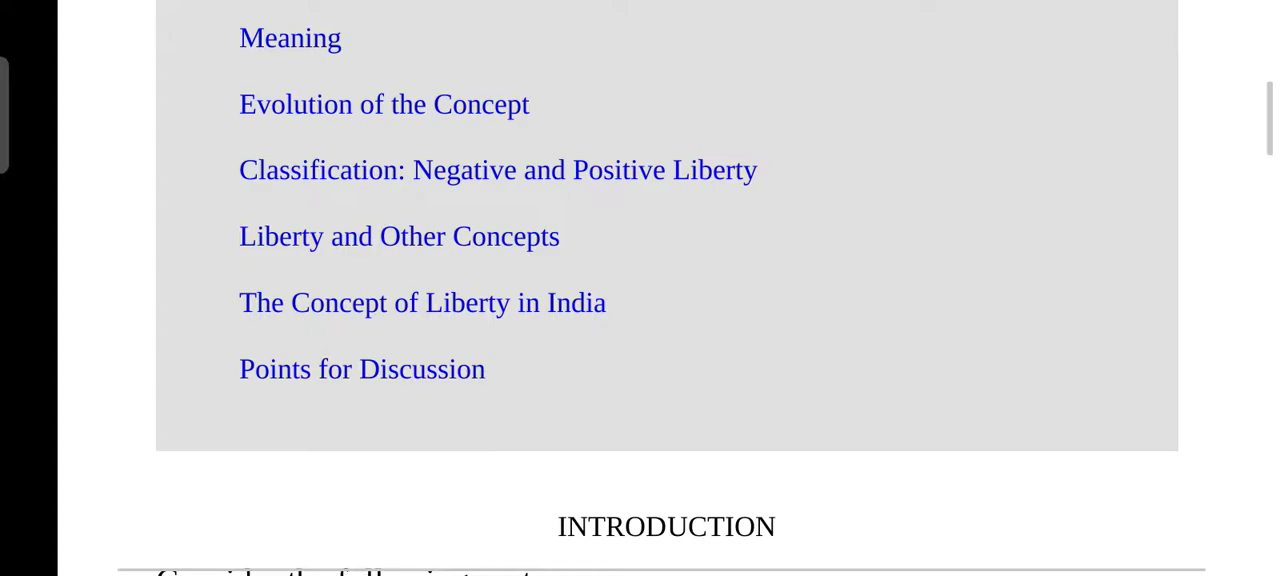 Meaning
Evolution of the Concept
Classification: Negative and Positive Liberty
Liberty and Other Concepts
The Concept of Liberty in India
Points for Discussion
INTRODUCTION